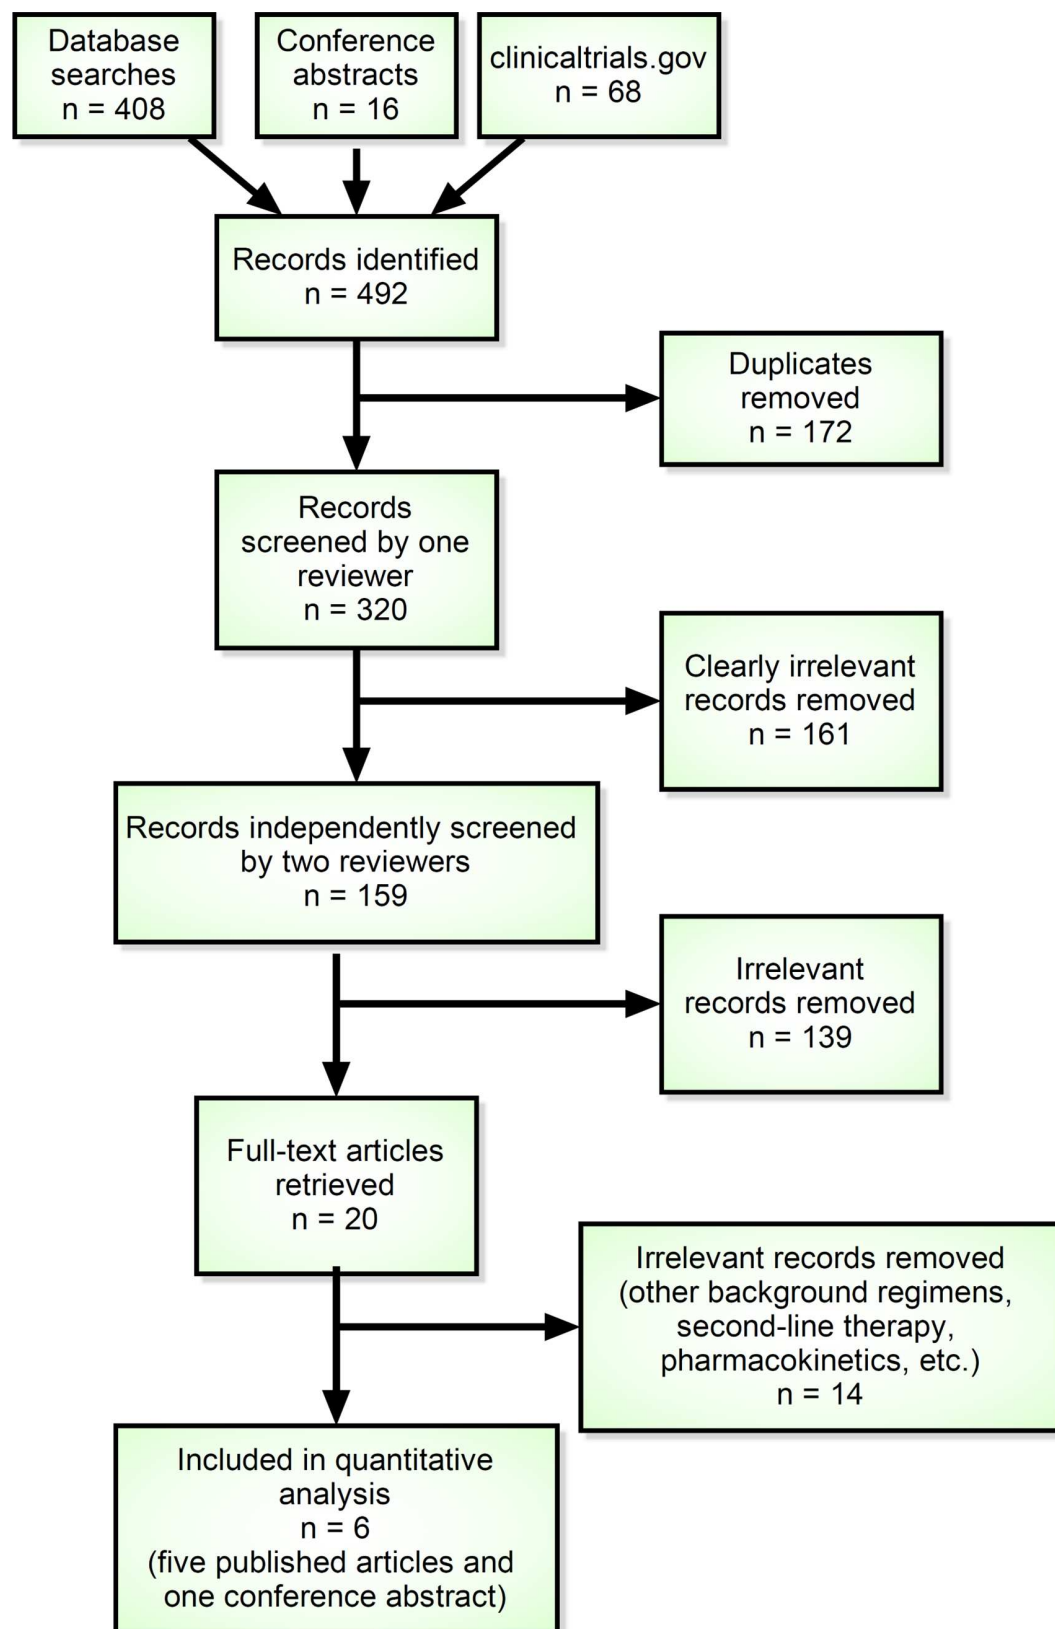 Database
searches
n = 408
Conference
abstracts
n = 16
clinicaltrials.gov
n = 68
Records identified
n = 492
Duplicates
removed
n = 172
Records
screened by one
reviewer
n = 320
Clearly irrelevant
records removed
n = 161
Records independently screened
by two reviewers
n = 159
Irrelevant
records removed
n = 139
Full-text articles
retrieved
n = 20
Irrelevant records removed
(other background regimens,
second-line therapy,
pharmacokinetics, etc.)
n = 14
Included in quantitative
analysis
n = 6
(five published articles and
one conference abstract)